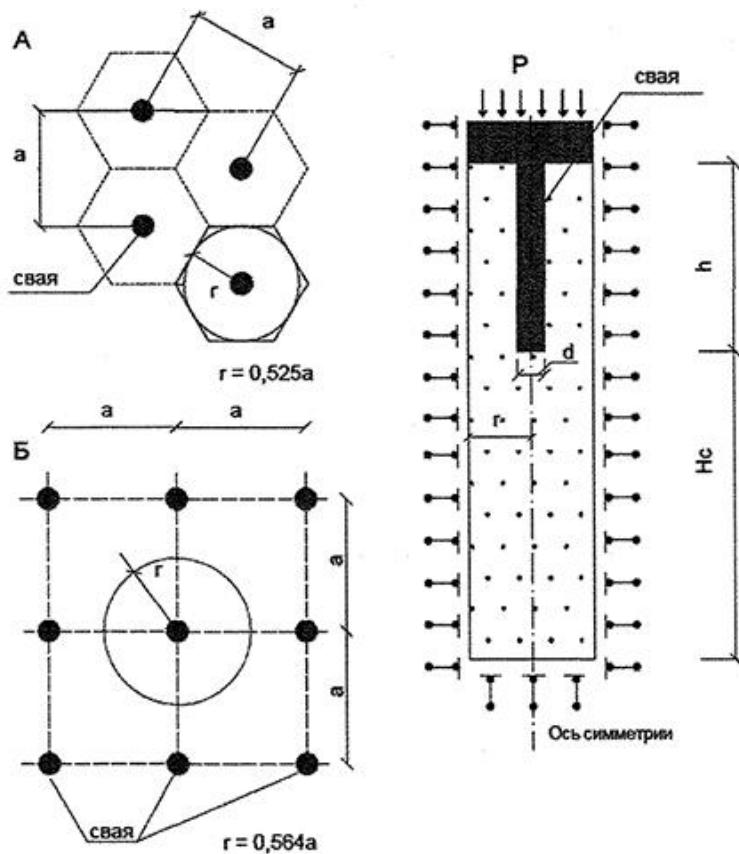 А
a
a
свая
r
r = 0,525a
a
a
Б
r
a
a
свая
r = 0,564a
P
свая
h
d
r
Hc
Ось симметрии